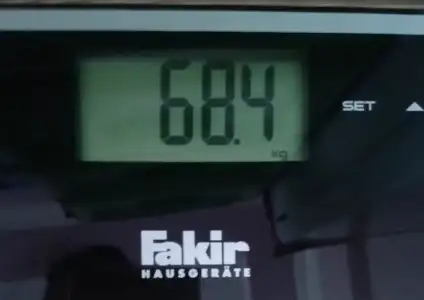 68.4
kg
SET
Fakir
HAUSGERÄTE